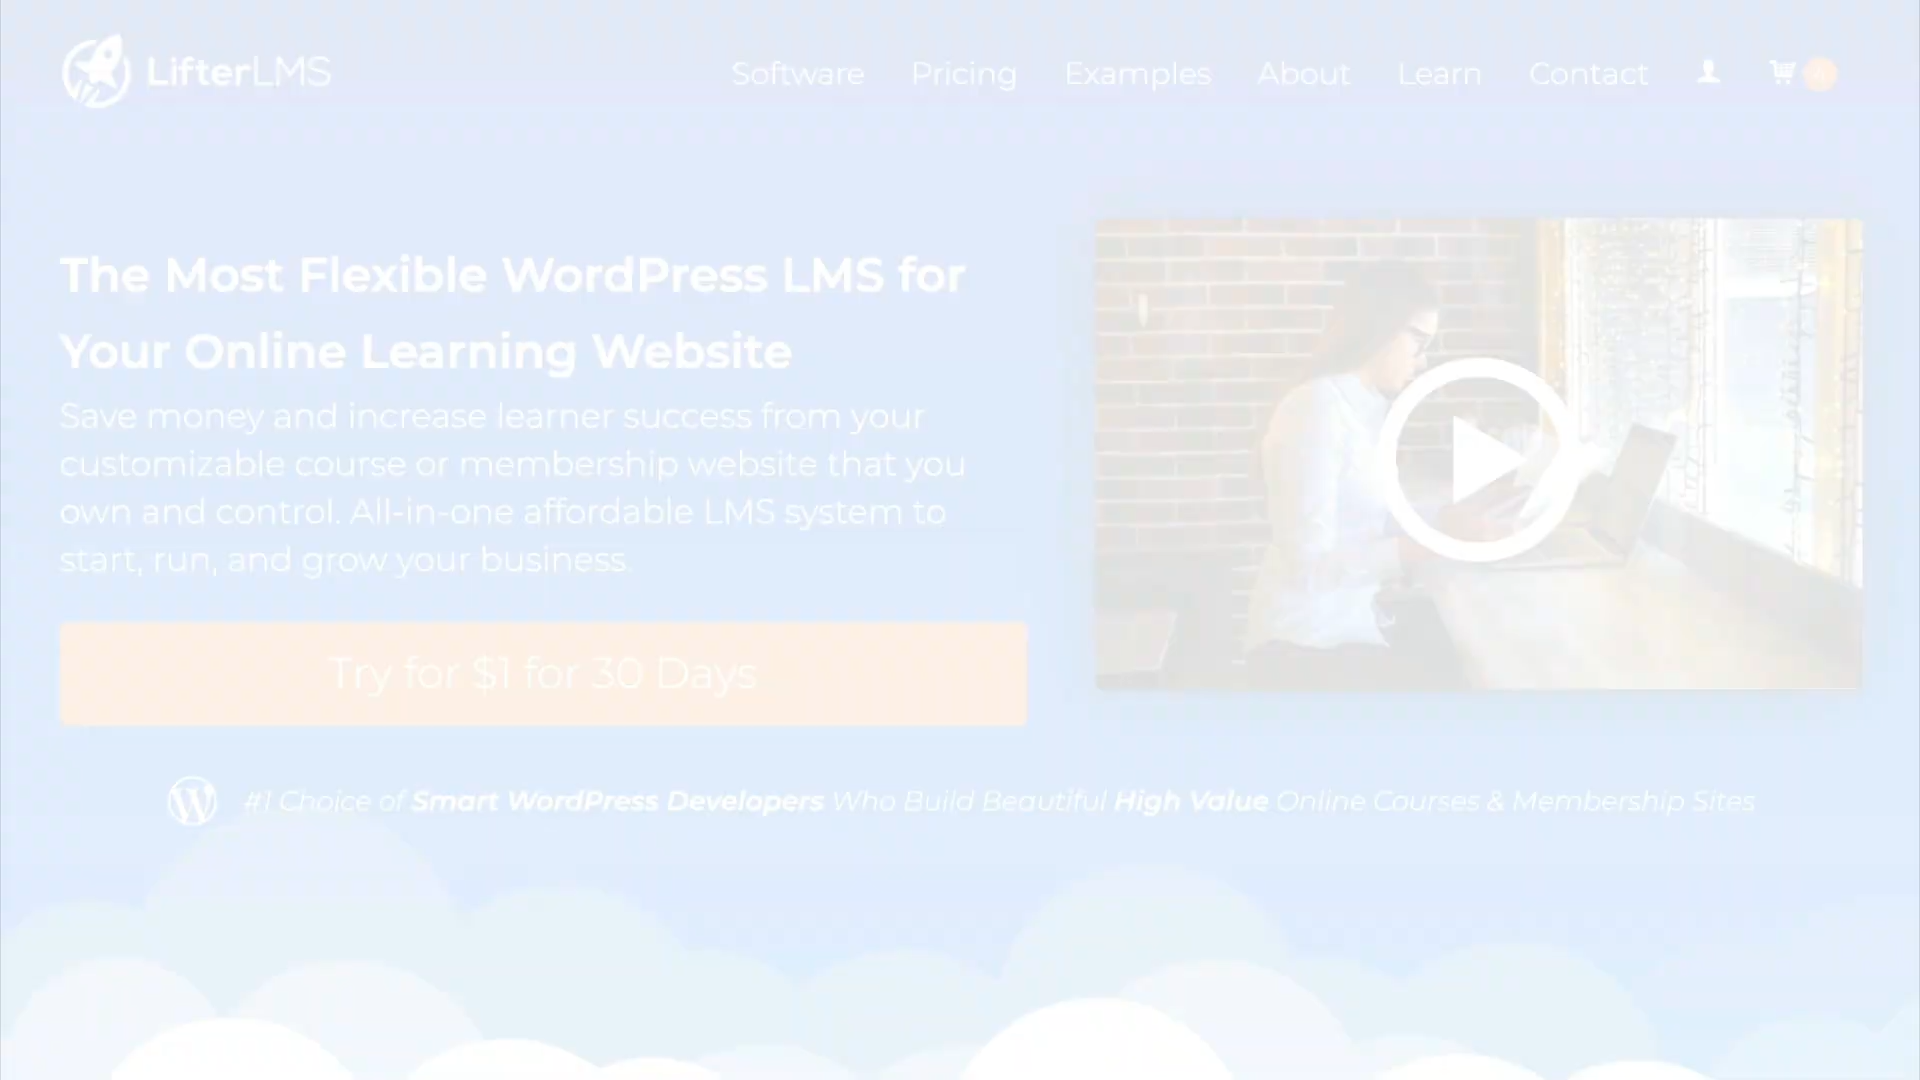 LifterLMS
Software Pricing Examples About Learn Contact
The Most Flexible WordPress LMS for
Your Online Learning Website
Save money and increase learner success from your
customizable course or membership website that you
own and control. All-in-one affordable LMS system to
start, run, and grow your business.
Try for $1 for 30 Days
#1 Choice of Smart WordPress Developers Who Build Beautiful High Value Online Courses & Membership Sites